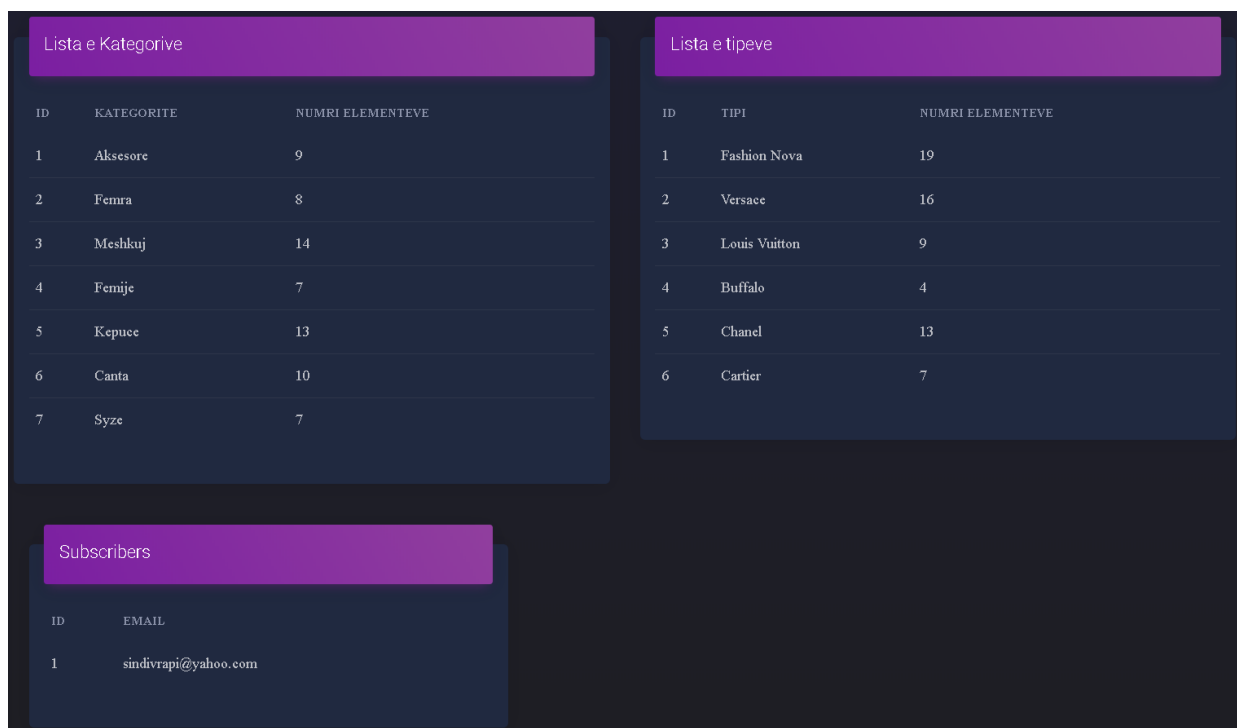 Lista e Kategorive
ID KATEGORITE NUMRI ELEMENTEVE
1 Aksesore 9
2 Femra 8
3 Meshkuj 14
4 Femije 7
5 Kepuce 13
6 Canta 10
7 Syze 7
Lista e tipeve
ID TIPI NUMRI ELEMENTEVE
1 Fashion Nova 19
2 Versace 16
3 Louis Vuitton 9
4 Buffalo 4
5 Chanel 13
6 Cartier 7
Subscribers
ID EMAIL
1 sindivrapi@yahoo.com